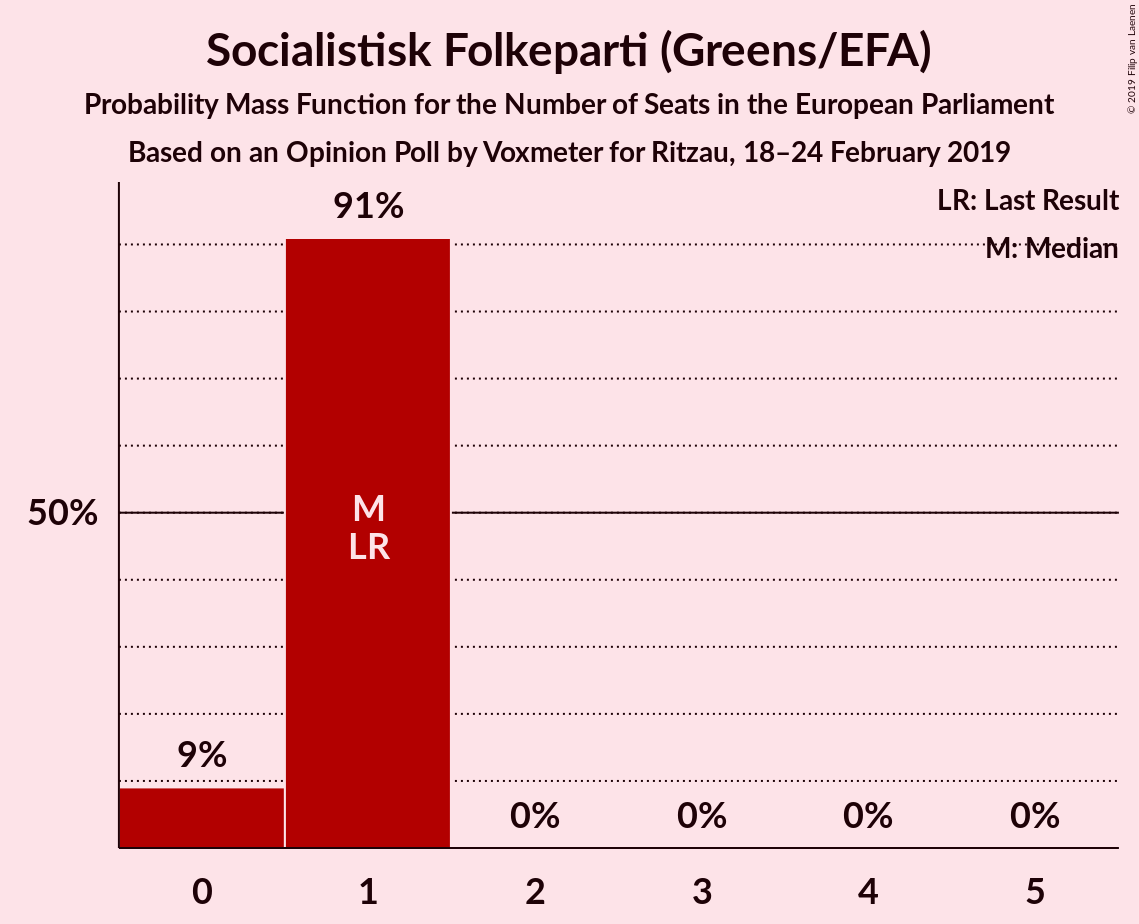 Socialistisk Folkeparti (Greens/EFA)
Probability Mass Function for the Number of Seats in the European Parliament
Based on an Opinion Poll by Voxmeter for Ritzau, 18–24 February 2019
© 2019 Filip van Laenen
LR: Last Result
M: Median
91%
50%
M
LR
9%
0%
0%
0%
0%
0
1
2
3
4
5